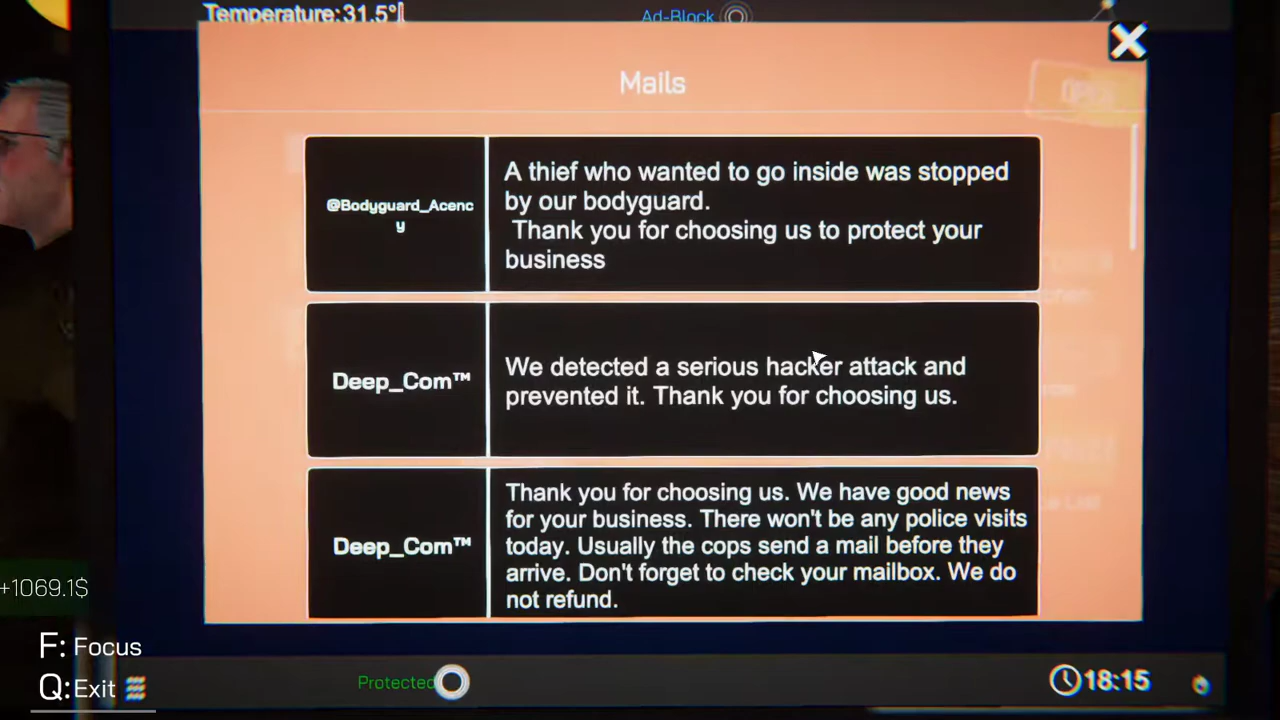 Temperature:31.5°
Ad-Block
Mails
OPEN
@Bodyguard_Acenc
y
A thief who wanted to go inside was stopped
by our bodyguard.
Thank you for choosing us to protect your
business
Deep_Com™
We detected a serious hacker attack and
prevented it. Thank you for choosing us.
Deep_Com™
Thank you for choosing us. We have good news
for your business. There won't be any police visits
today. Usually the cops send a mail before they
arrive. Don't forget to check your mailbox. We do
not refund.
+1069.1$
F: Focus
Q:Exit
Protected
18:15